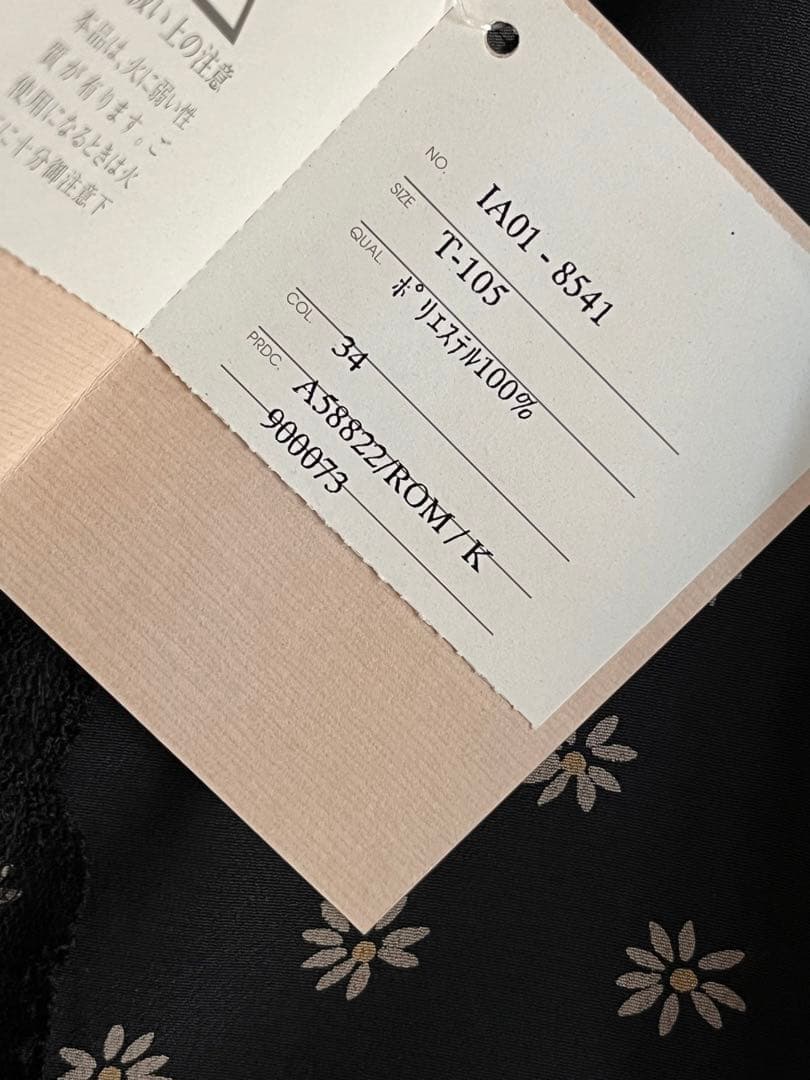 扱い上の注意
本品は、火に弱い性
質が有ります。ご
使用になるときは火
に十分御注意下
NO. IA01 - 8541
SIZE T-105
QUAL. ポリエステル100%
COL. 34
PRDC. A58822/ROM / K
900073